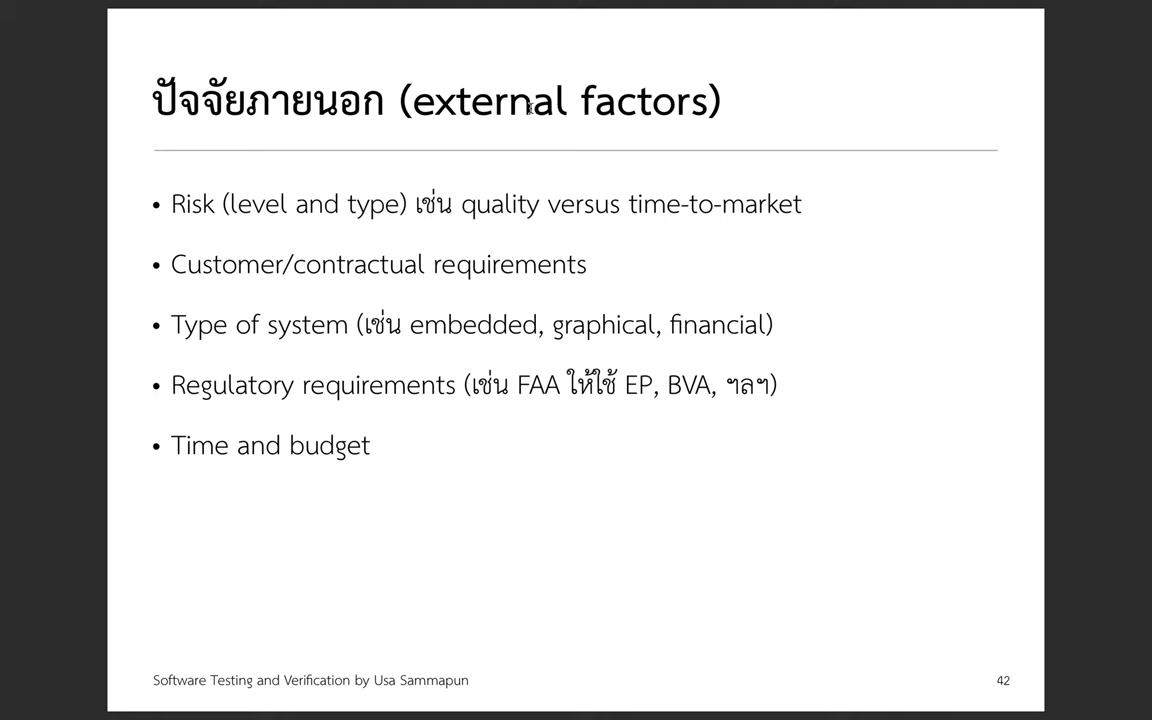 ปัจจัยภายนอก (external factors)
• Risk (level and type) เช่น quality versus time-to-market
• Customer/contractual requirements
• Type of system (เช่น embedded, graphical, financial)
• Regulatory requirements (เช่น FAA ให้ใช้ EP, BVA, ฯลฯ)
• Time and budget
Software Testing and Verification by Usa Sammapun
42